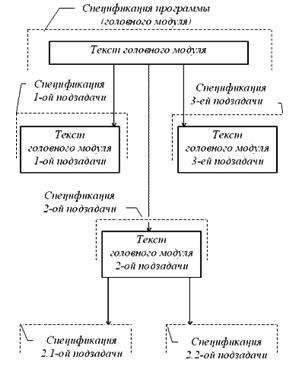 Спецификация программы
(головного модуля)
Текст головного модуля
Спецификация
1-ой подзадачи
Спецификация
3-ей подзадачи
Текст
головного модуля
1-ой подзадачи
Текст
головного модуля
3-ей подзадачи
Спецификация
2-ой подзадачи
Текст
головного модуля
2-ой подзадачи
Спецификация
2.1-ой подзадачи
Спецификация
2.2-ой подзадачи